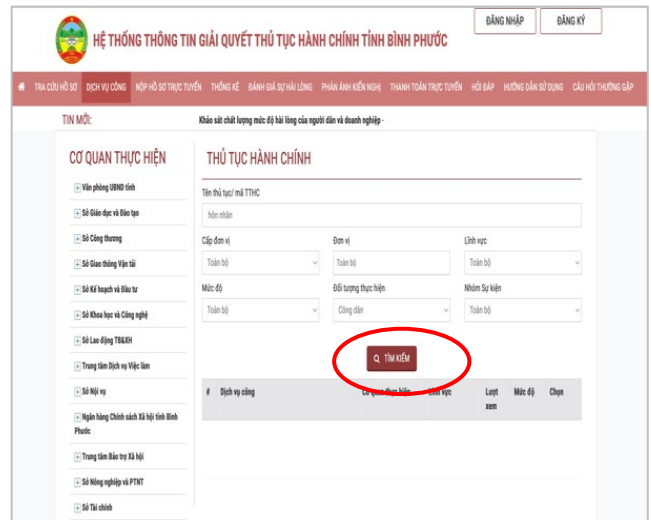 ĐĂNG NHẬP ĐĂNG KÝ
HỆ THỐNG THÔNG TIN GIẢI QUYẾT THỦ TỤC HÀNH CHÍNH TỈNH BÌNH PHƯỚC
TRA CỨU HỒ SƠ DỊCH VỤ CÔNG NỘP HỒ SƠ TRỰC TUYẾN THỐNG KÊ ĐÁNH GIÁ SỰ HÀI LÒNG PHẢN ÁNH KIẾN NGHỊ THANH TOÁN TRỰC TUYẾN HỎI ĐÁP HƯỚNG DẪN SỬ DỤNG CÂU HỎI THƯỜNG GẶP
TIN MỚI: Khảo sát chất lượng mức độ hài lòng của người dân và doanh nghiệp -
CƠ QUAN THỰC HIỆN
Văn phòng UBND tỉnh
Sở Giáo dục và Đào tạo
Sở Công thương
Sở Giao thông Vận tải
Sở Kế hoạch và Đầu tư
Sở Khoa học và Công nghệ
Sở Lao động TB&XH
Trung tâm Dịch vụ Việc làm
Sở Nội vụ
Ngân hàng Chính sách Xã hội tỉnh Bình
Phước
Trung tâm Bảo trợ Xã hội
Sở Nông nghiệp và PTNT
Sở Tài chính
THỦ TỤC HÀNH CHÍNH
Tên thủ tục/ mã TTHC
hôn nhân
Cấp đơn vị Đơn vị Lĩnh vực
Toàn bộ Toàn bộ Toàn bộ
Mức độ Đối tượng thực hiện Nhóm Sự kiện
Toàn bộ Công dân Toàn bộ
TÌM KIẾM
# Dịch vụ công Cơ quan thực hiện Lĩnh vực Lượt Mức độ Chọn
xem